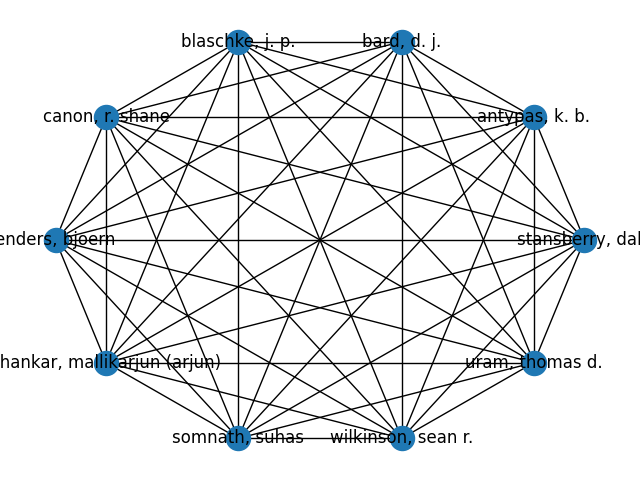 blaschke, j. p.
bard, d. j.
canon, r. shane
antypas, k. b.
enders, bjoern
stansberry, dal
hankar, mallikarjun (arjun)
uram, thomas d.
somnath, suhas
wilkinson, sean r.